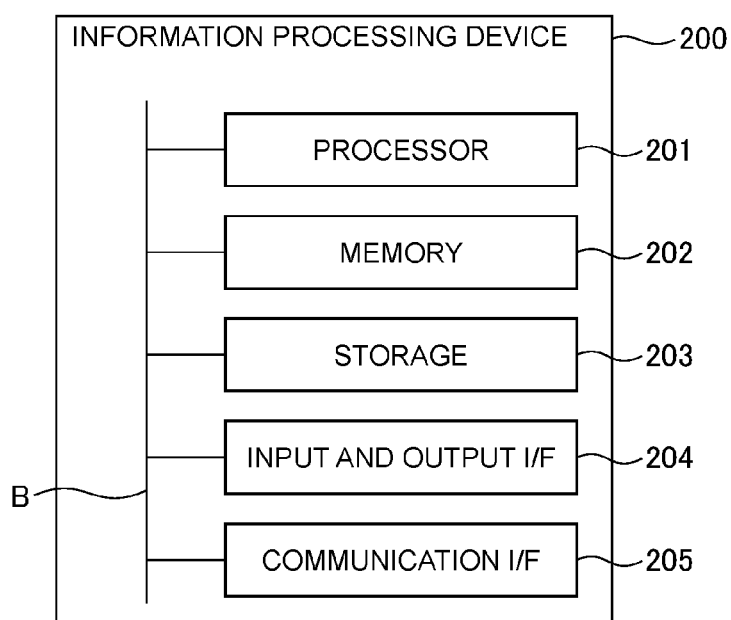 INFORMATION PROCESSING DEVICE
200
PROCESSOR
201
MEMORY
202
STORAGE
203
INPUT AND OUTPUT I/F
204
B
COMMUNICATION I/F
205